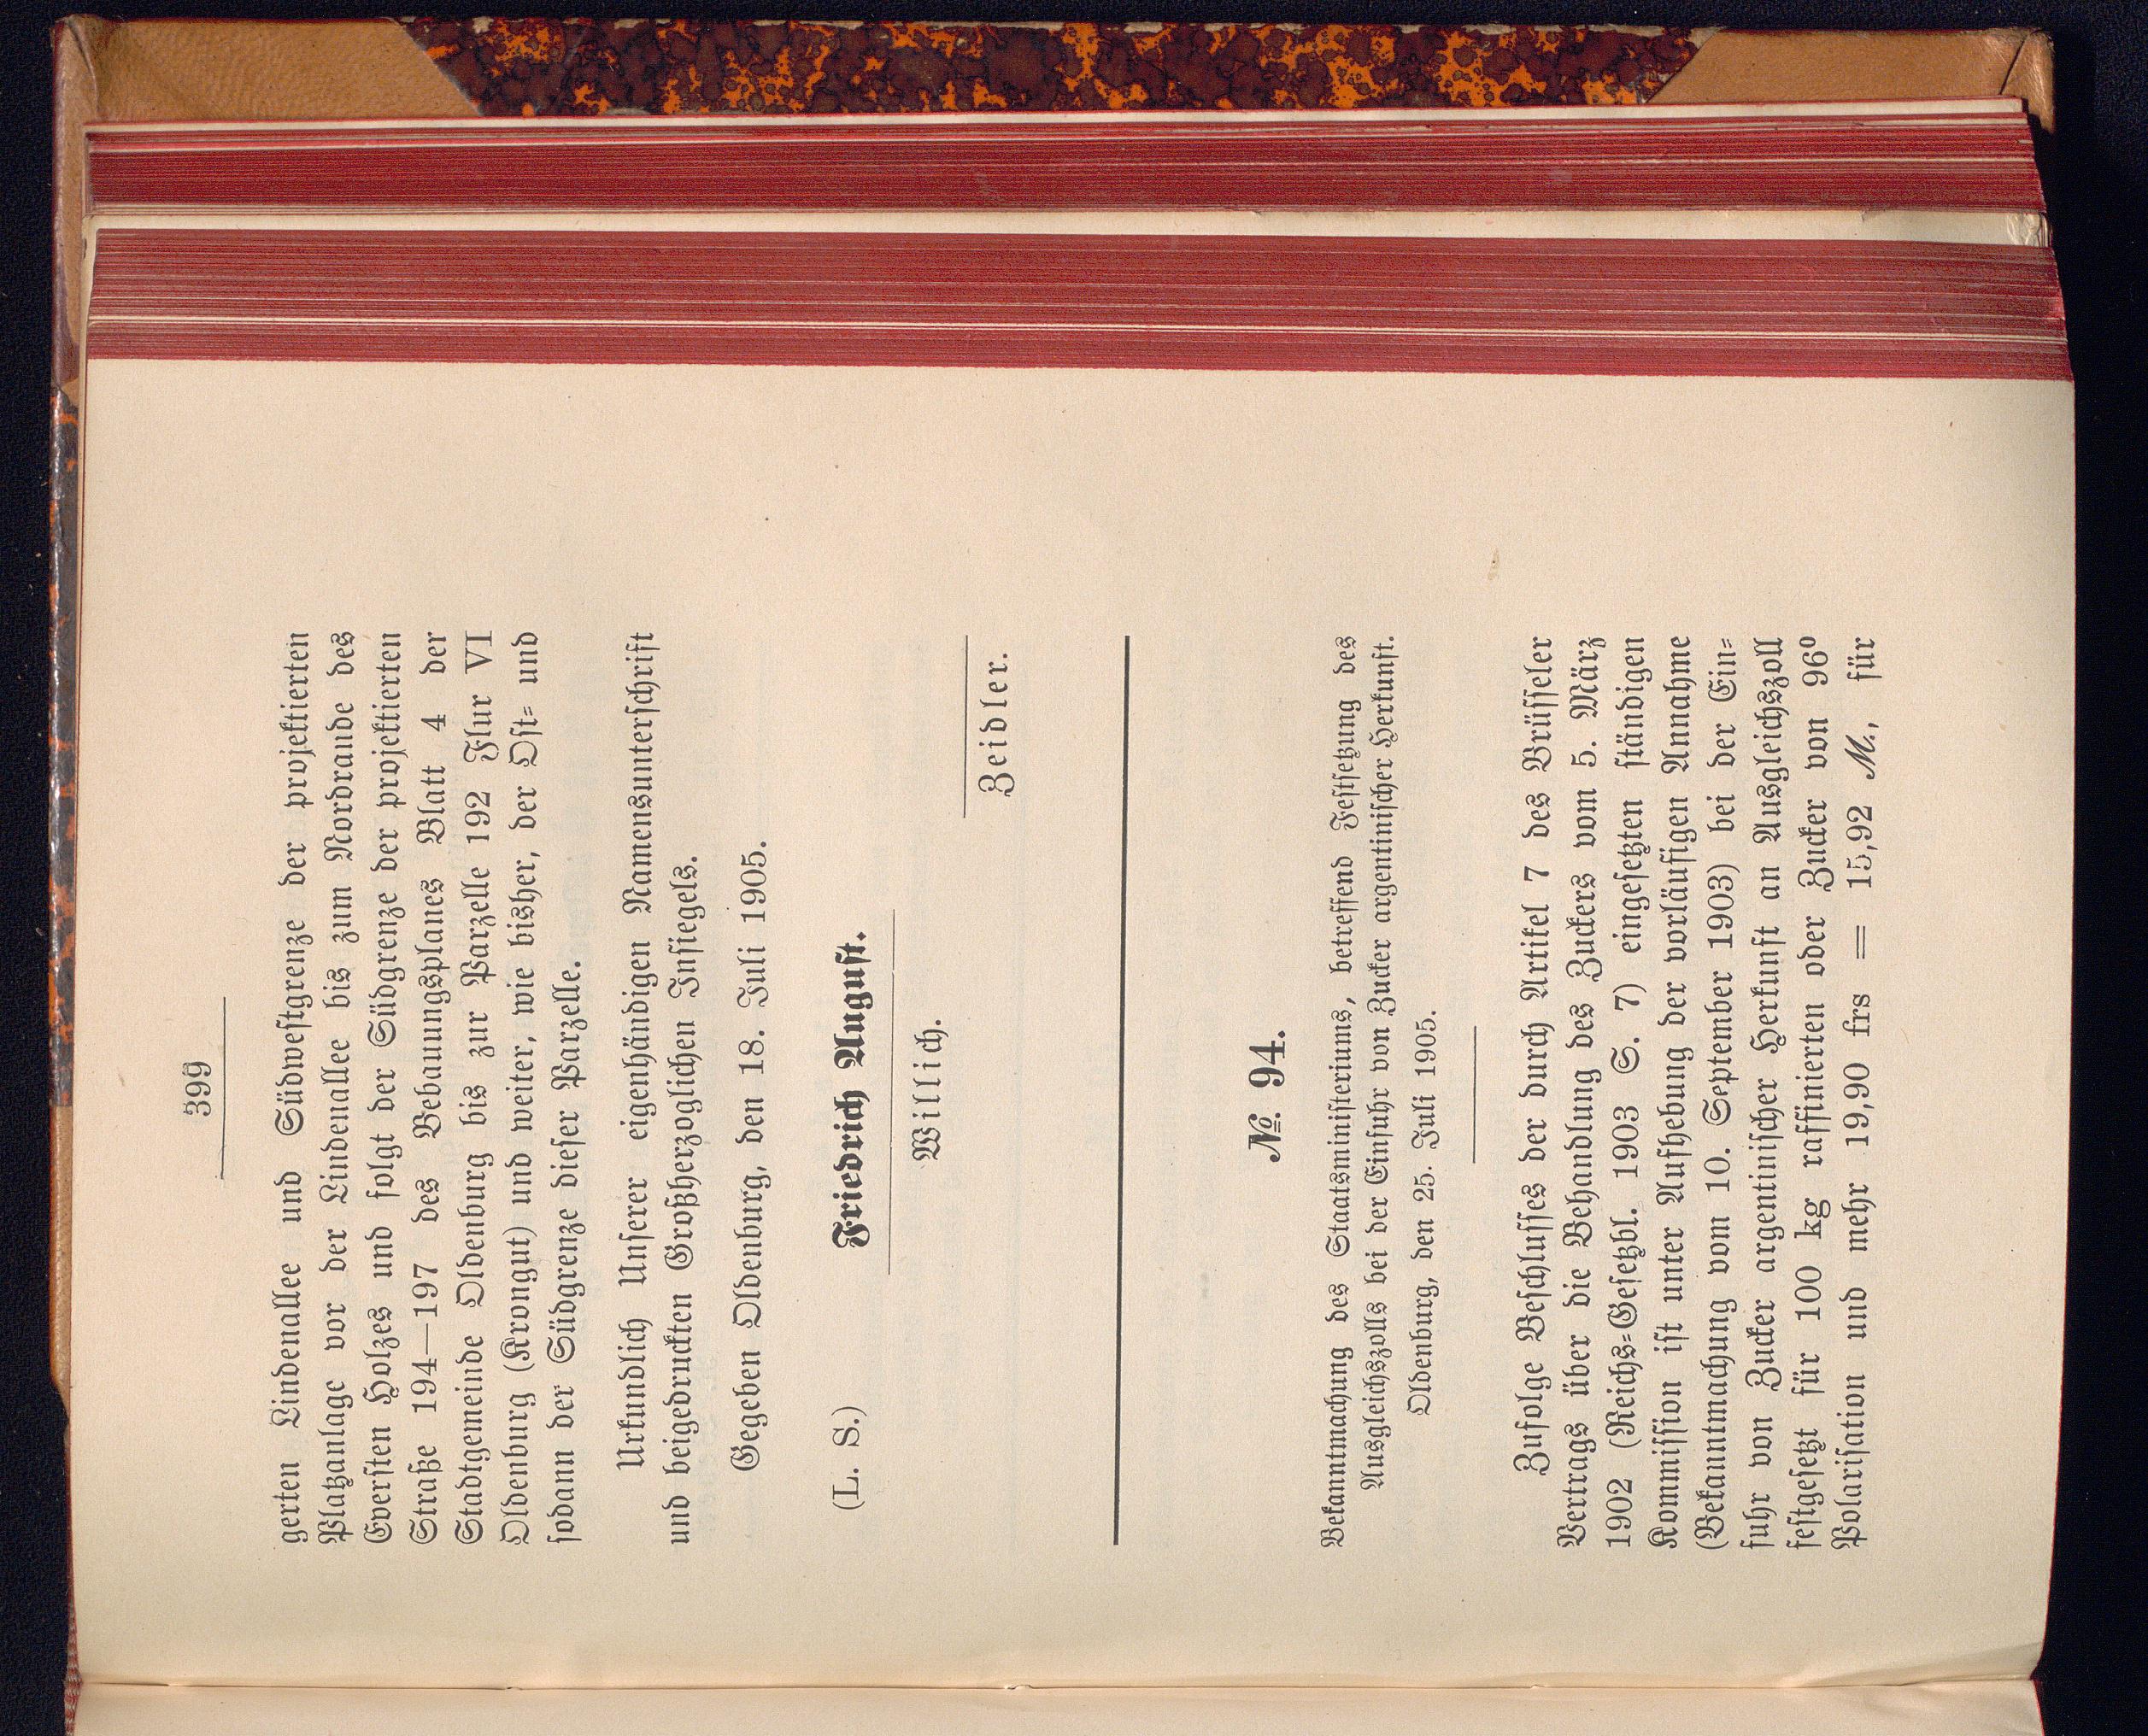 399
gerten Lindenallee und Südwestgrenze der projektierten
Platzanlage vor der Lindenallee bis zum Nordrande des
Eversten Holzes und folgt der Südgrenze der projektierten
Straße 194—197 des Bebauungsplanes Blatt 4 der
Stadtgemeinde Oldenburg bis zur Parzelle 192 Flur VI
Oldenburg (Krongut) und weiter, wie bisher, der Ost- und
sodann der Südgrenze dieser Parzelle.
Urkundlich Unserer eigenhändigen Namensunterschrift
und beigedruckten Großherzoglichen Insiegels.
Gegeben Oldenburg, den 18. Juli 1905.
(L. S.) Friedrich August.
Willich.
Zeidler.
№ 94.
Bekanntmachung des Staatsministeriums, betreffend Festsetzung des
Ausgleichszolls bei der Einfuhr von Zucker argentinischer Herkunft.
Oldenburg, den 25. Juli 1905.
Zufolge Beschlusses der durch Artikel 7 des Brüsseler
Vertrags über die Behandlung des Zuckers vom 5. März
1902 (Reichs-Gesetzbl. 1903 S. 7) eingesetzten ständigen
Kommission ist unter Aufhebung der vorläufigen Annahme
(Bekanntmachung vom 10. September 1903) bei der Ein-
fuhr von Zucker argentinischer Herkunft an Ausgleichszoll
festgesetzt für 100 kg raffinierten oder Zucker von 96°
Polarisation und mehr 19,90 frs = 15,92 M., für